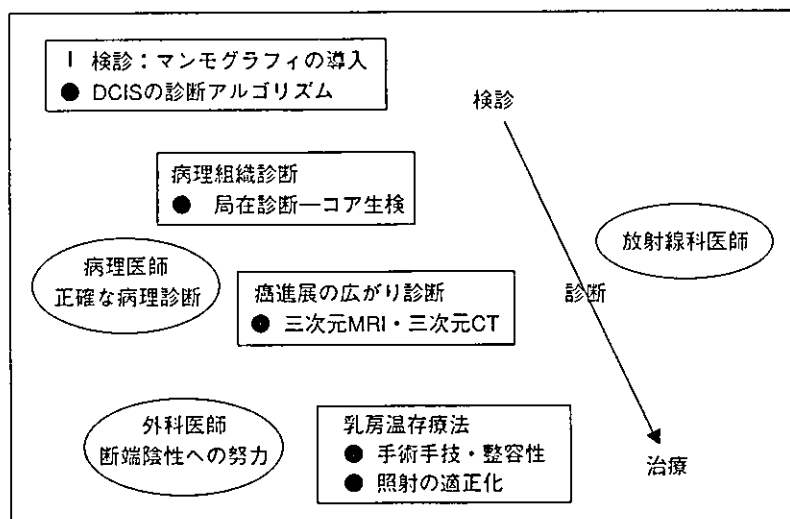 | 検診：マンモグラフィの導入
● DCISの診断アルゴリズム
検診
病理組織診断
● 局在診断—コア生検
放射線科医師
病理医師
正確な病理診断
癌進展の広がり診断
● 三次元MRI・三次元CT
診断
外科医師
断端陰性への努力
乳房温存療法
● 手術手技・整容性
● 照射の適正化
治療